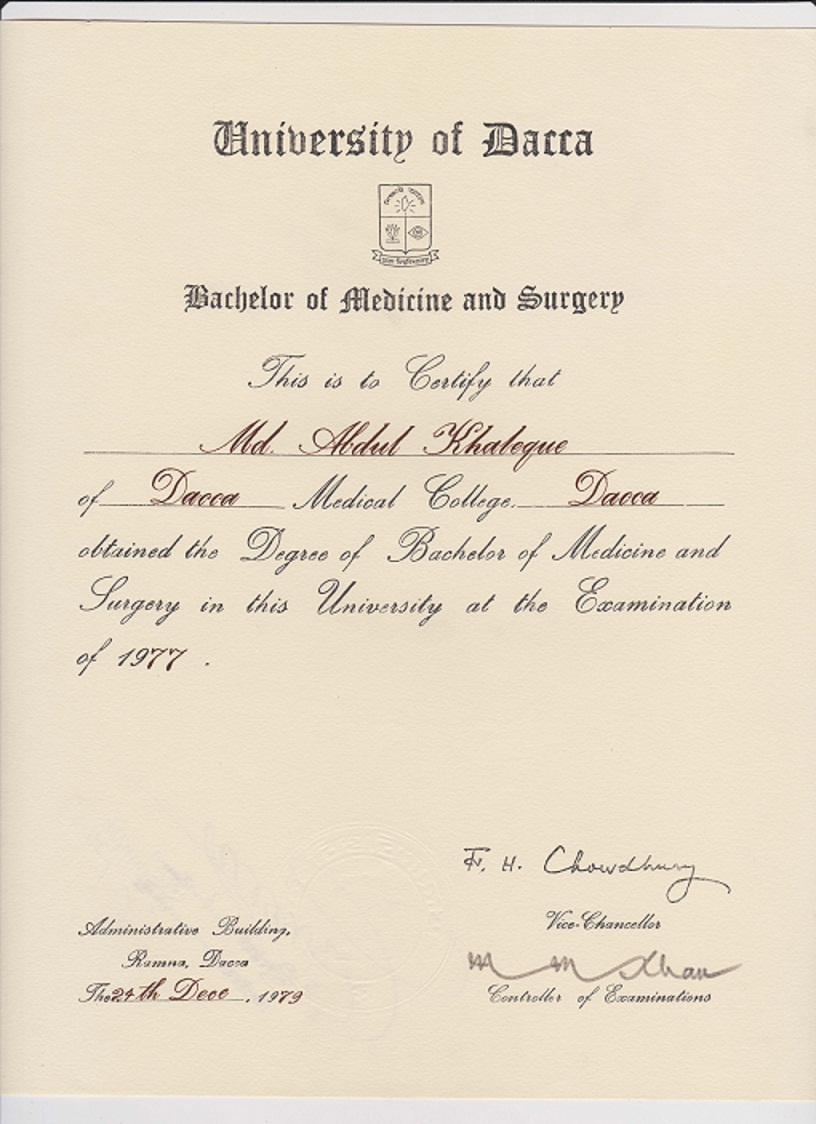 University of Dacca
Bachelor of Medicine and Surgery
This is to Certify that
Md. Abdul Khaleque
of Dacca Medical College. Dacca
obtained the Degree of Bachelor of Medicine and
Surgery in this University at the Examination
of 1977 .
F. H. Chowdhury
Administrative Building,
Vice-Chancellor
Ramna, Dacca
M M Khan
The 24th Dece , 1979
Controller of Examinations